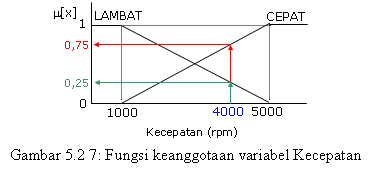 μ[x]
LAMBAT
CEPAT
1
0,75
0,25
0
1000
4000
5000
Kecepatan (rpm)
Gambar 5.2 7: Fungsi keanggotaan variabel Kecepatan